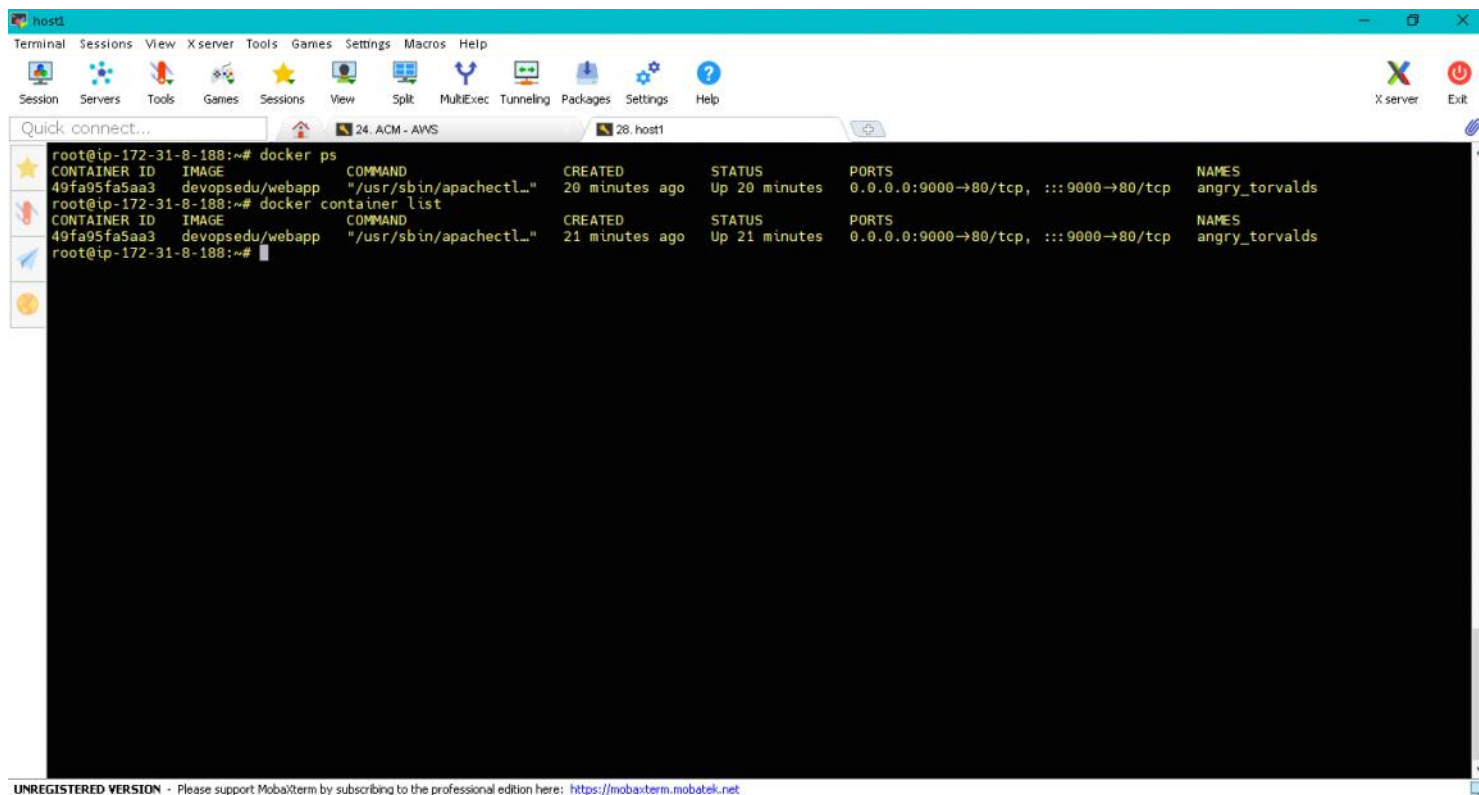 host1
Terminal Sessions View X server Tools Games Settings Macros Help
Session Servers Tools Games Sessions View Split MultiExec Tunneling Packages Settings Help X server Exit
Quick connect... 24. ACM - AWS 28. host1
root@ip-172-31-8-188:~# docker ps
CONTAINER ID IMAGE COMMAND CREATED STATUS PORTS NAMES
49fa95fa5aa3 devopsedu/webapp "/usr/sbin/apachectl…" 20 minutes ago Up 20 minutes 0.0.0.0:9000→80/tcp, :::9000→80/tcp angry_torvalds
root@ip-172-31-8-188:~# docker container list
CONTAINER ID IMAGE COMMAND CREATED STATUS PORTS NAMES
49fa95fa5aa3 devopsedu/webapp "/usr/sbin/apachectl…" 21 minutes ago Up 21 minutes 0.0.0.0:9000→80/tcp, :::9000→80/tcp angry_torvalds
root@ip-172-31-8-188:~#
UNREGISTERED VERSION - Please support MobaXterm by subscribing to the professional edition here: https://mobaxterm.mobatek.net